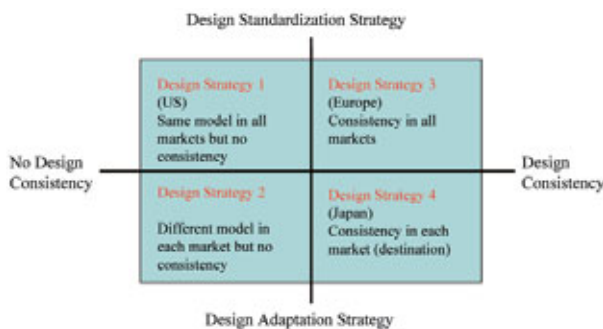 Design Standardization Strategy
Design Strategy 1
(US)
Same model in all
markets but no
consistency
Design Strategy 3
(Europe)
Consistency in all
markets
No Design
Consistency
Design
Consistency
Design Strategy 2
Different model in
each market but no
consistency
Design Strategy 4
(Japan)
Consistency in each
market (destination)
Design Adaptation Strategy